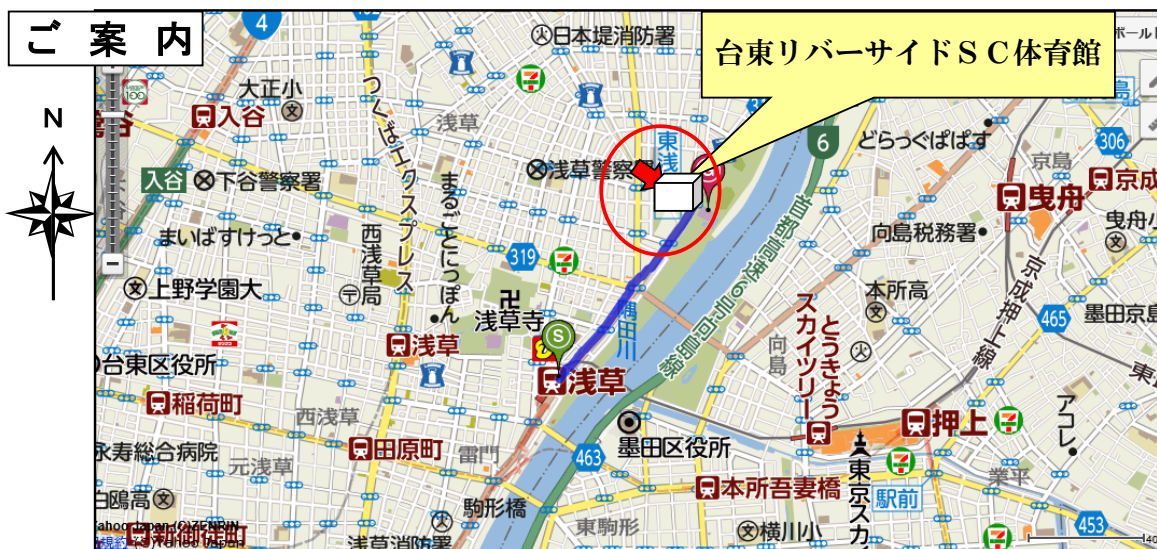 ご案内
台東リバーサイドSC体育館
N
4
453
日本堤消防署
大正小
入谷
浅草
つくばエクスプレス
東浅
6
どらっぐぱぱす
306
京島
入谷
下谷警察署
浅草警察署
曳舟
京成
曳舟小
まるごとにっぽん
まいばすけっと
西浅草局
319
首都高速6号向島線
向島税務署
京成押上線
上野学園大
浅草寺
S
隅田川
本所高
465
墨田京島
台東区役所
浅草
浅草
向島
とうきょうスカイツリー
稲荷町
西浅草
墨田区役所
押上
アコレ
永寿総合病院
元浅草
田原町
雷門
463
東京スカイ
業平
白鴎高
駒形橋
本所吾妻橋
駅前
新御徒町
浅草消防署
東駒形
横川小
453